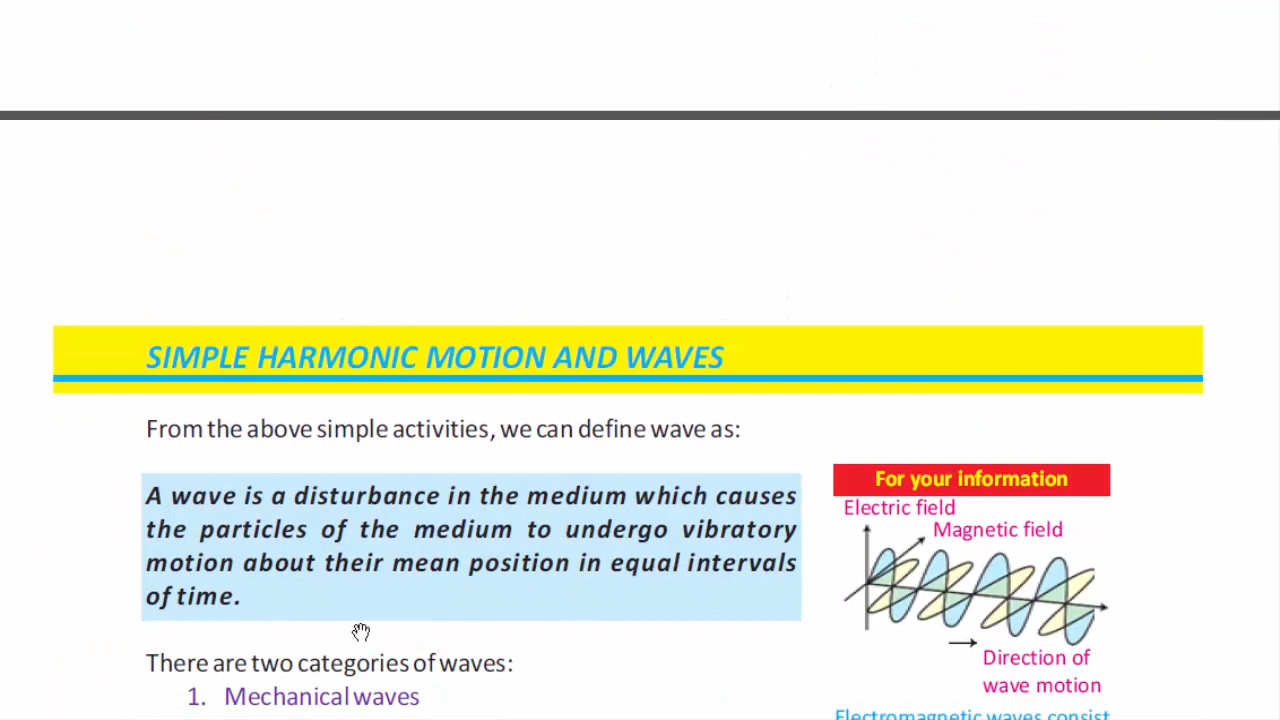 SIMPLE HARMONIC MOTION AND WAVES
From the above simple activities, we can define wave as:
A wave is a disturbance in the medium which causes
the particles of the medium to undergo vibratory
motion about their mean position in equal intervals
of time.
There are two categories of waves:
1. Mechanical waves
For your information
Electric field
Magnetic field
Direction of
wave motion
Electromagnetic waves consist